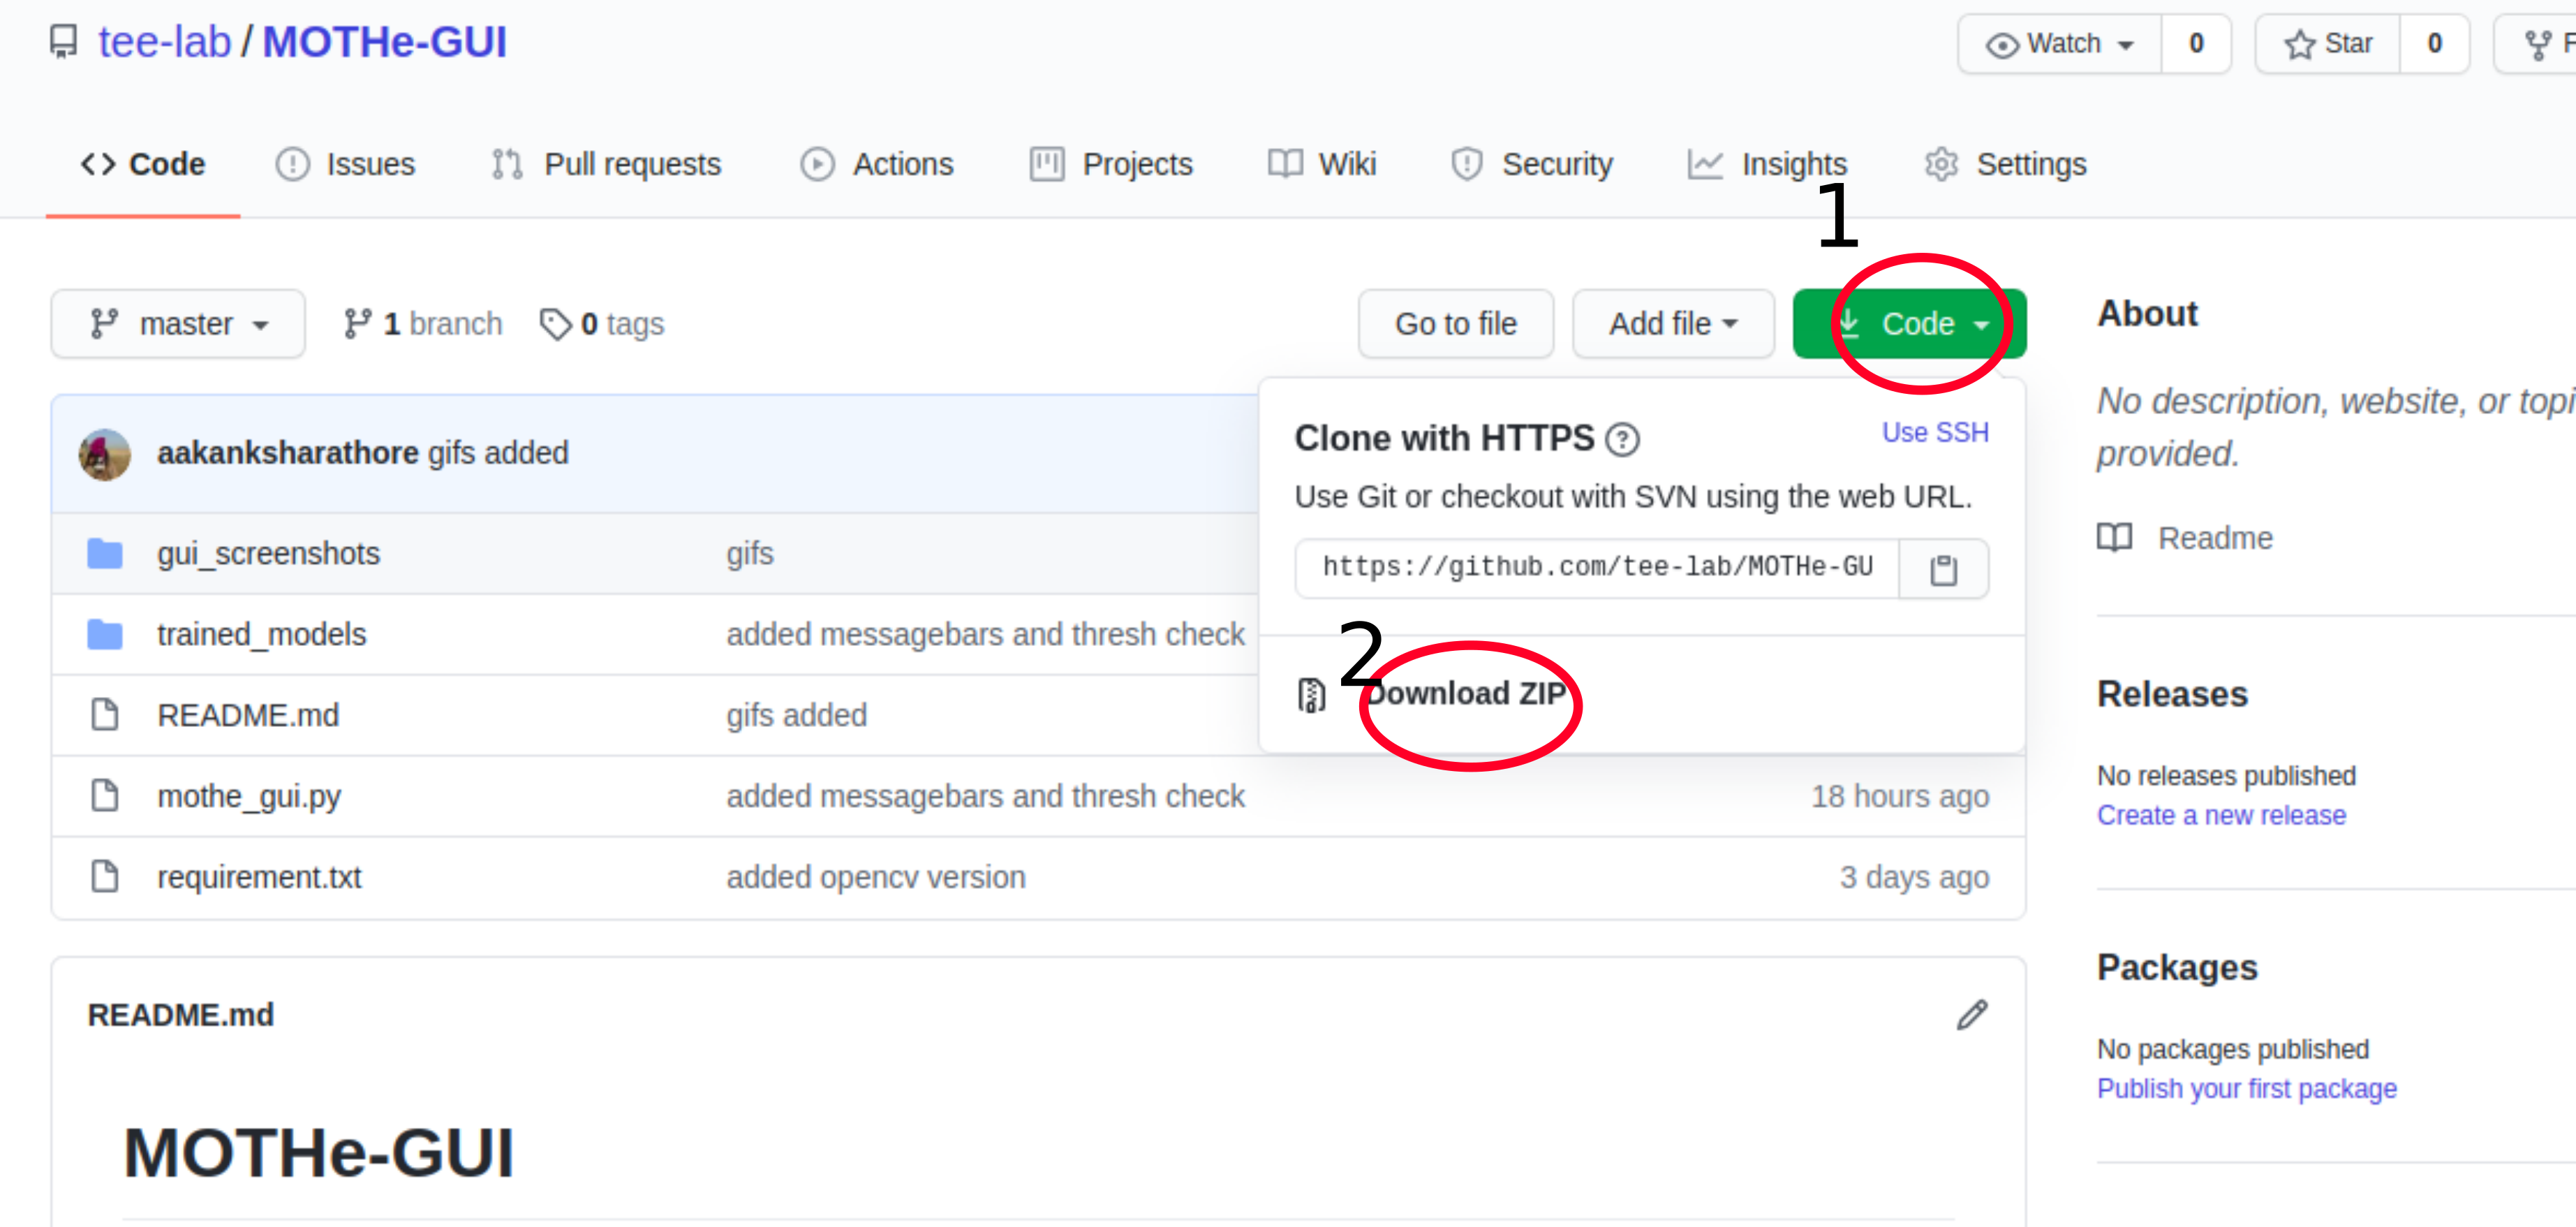 tee-lab / MOTHe-GUI
Watch 0 Star 0 F
Code Issues Pull requests Actions Projects Wiki Security Insights Settings
1
master 1 branch 0 tags Go to file Add file Code
aakanksharathore gifs added
gui_screenshots gifs
trained_models added messagebars and thresh check
README.md gifs added
mothe_gui.py added messagebars and thresh check 18 hours ago
requirement.txt added opencv version 3 days ago
Clone with HTTPS ? Use SSH
Use Git or checkout with SVN using the web URL.
https://github.com/tee-lab/MOTHe-GU
2
Download ZIP
README.md
MOTHe-GUI
About
No description, website, or topi
provided.
Readme
Releases
No releases published
Create a new release
Packages
No packages published
Publish your first package